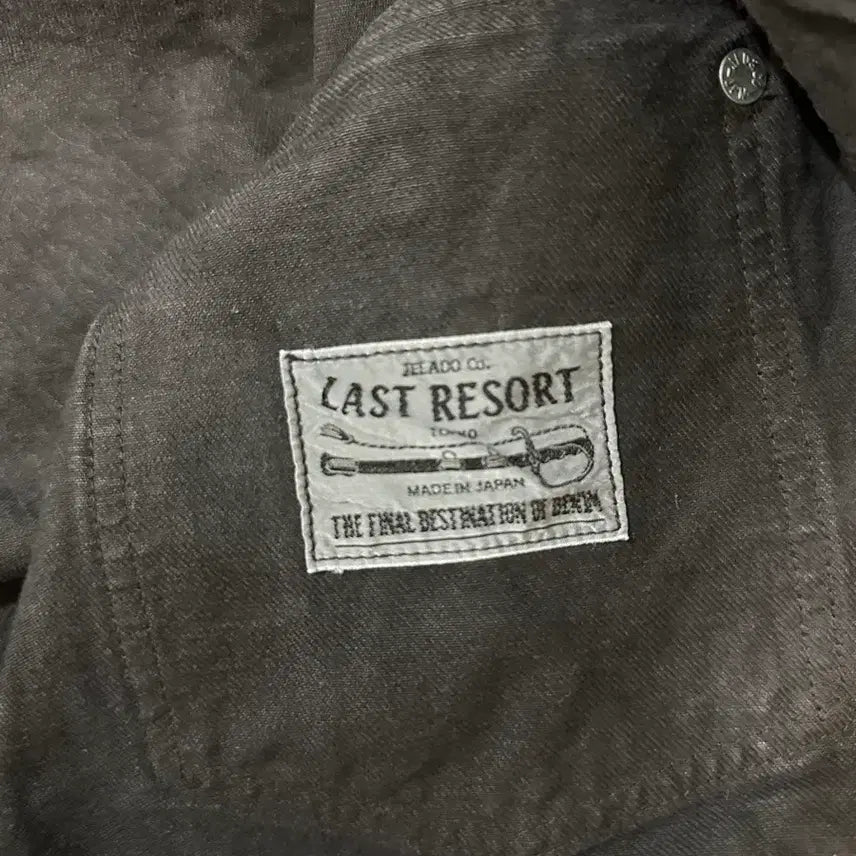 JELADO Co.
LAST RESORT
TOKYO
MADE IN JAPAN
THE FINAL DESTINATION OF DENIM